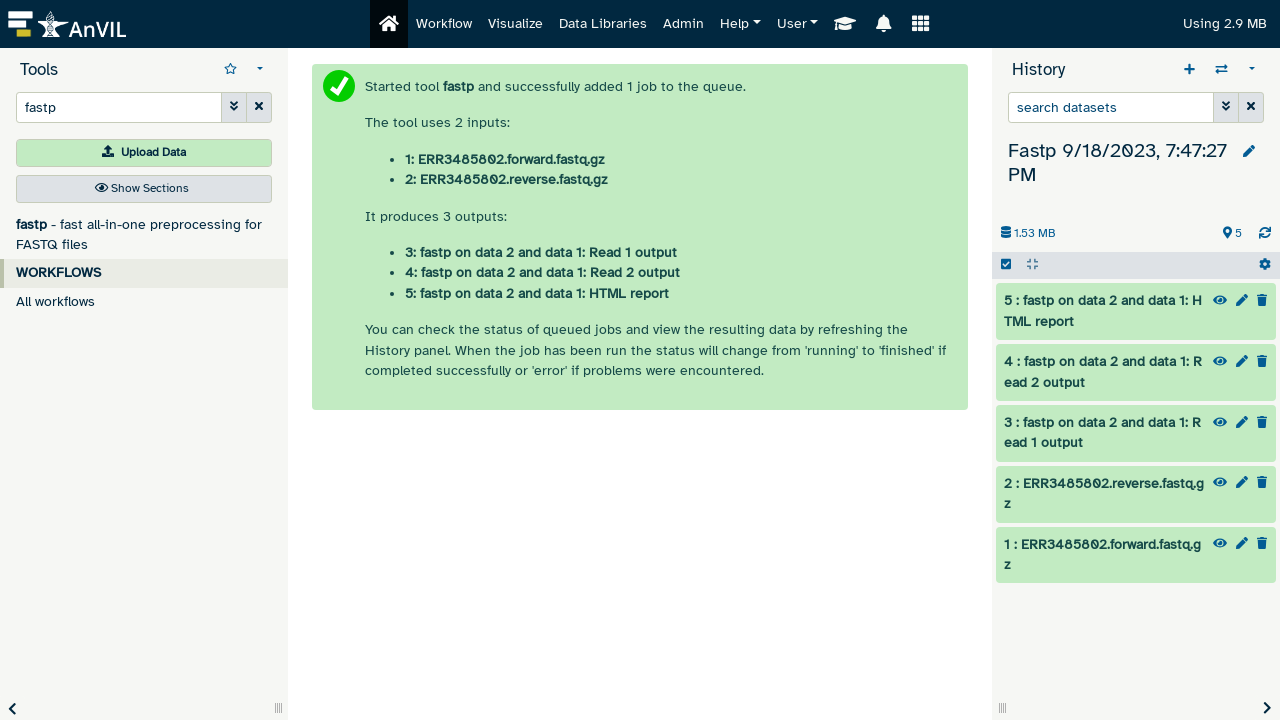 AnVIL
Workflow
Visualize
Data Libraries
Admin
Help
User
Using 2.9 MB
Tools
fastp
Upload Data
Show Sections
fastp - fast all-in-one preprocessing for
FASTQ files
WORKFLOWS
All workflows
Started tool fastp and successfully added 1 job to the queue.
The tool uses 2 inputs:
1: ERR3485802.forward.fastq.gz
2: ERR3485802.reverse.fastq.gz
It produces 3 outputs:
3: fastp on data 2 and data 1: Read 1 output
4: fastp on data 2 and data 1: Read 2 output
5: fastp on data 2 and data 1: HTML report
You can check the status of queued jobs and view the resulting data by refreshing the
History panel. When the job has been run the status will change from 'running' to 'finished' if
completed successfully or 'error' if problems were encountered.
History
search datasets
Fastp 9/18/2023, 7:47:27
PM
1.53 MB
5
5 : fastp on data 2 and data 1: H
TML report
4 : fastp on data 2 and data 1: R
ead 2 output
3 : fastp on data 2 and data 1: R
ead 1 output
2 : ERR3485802.reverse.fastq.g
z
1 : ERR3485802.forward.fastq.g
z